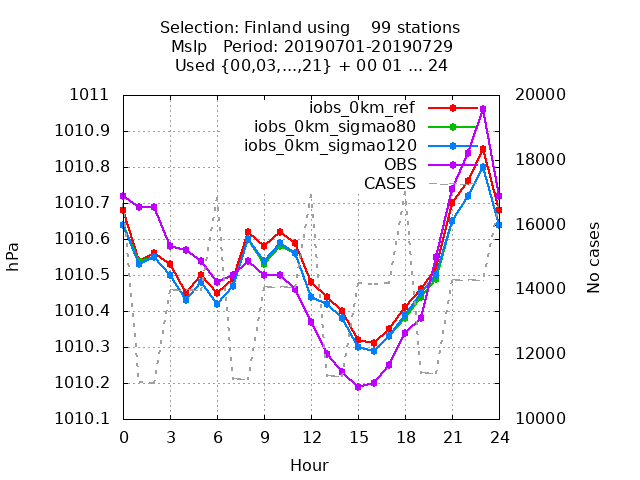 Selection: Finland using 99 stations
Mslp Period: 20190701-20190729
Used {00,03,...,21} + 00 01 ... 24
iobs_0km_ref
iobs_0km_sigmao80
iobs_0km_sigmao120
OBS
CASES
hPa
1011
1010.9
1010.8
1010.7
1010.6
1010.5
1010.4
1010.3
1010.2
1010.1
20000
18000
16000
14000
12000
10000
No cases
0 3 6 9 12 15 18 21 24
Hour